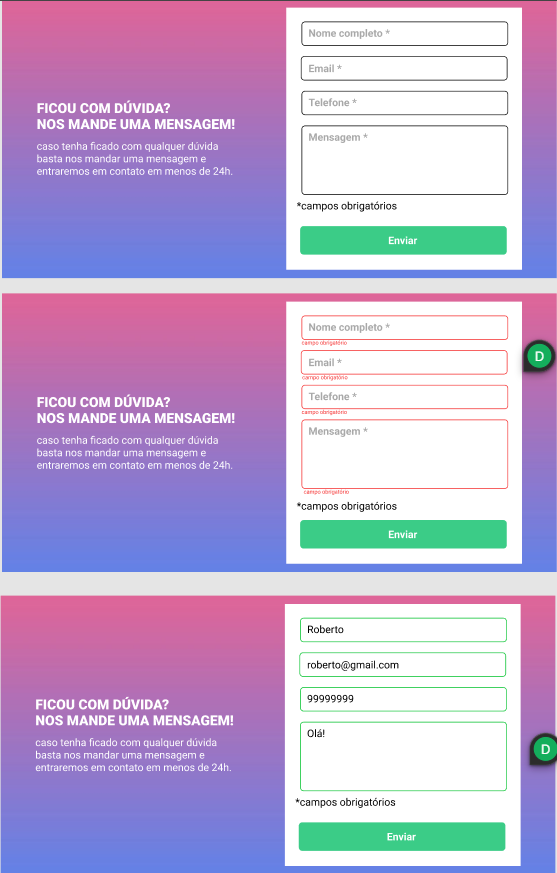 FICOU COM DÚVIDA?
NOS MANDE UMA MENSAGEM!
caso tenha ficado com qualquer dúvida
basta nos mandar uma mensagem e
entraremos em contato em menos de 24h.
Nome completo *
Email *
Telefone *
Mensagem *
*campos obrigatórios
Enviar
FICOU COM DÚVIDA?
NOS MANDE UMA MENSAGEM!
caso tenha ficado com qualquer dúvida
basta nos mandar uma mensagem e
entraremos em contato em menos de 24h.
Nome completo *
campo obrigatório
Email *
campo obrigatório
Telefone *
campo obrigatório
Mensagem *
campo obrigatório
*campos obrigatórios
Enviar
D
FICOU COM DÚVIDA?
NOS MANDE UMA MENSAGEM!
caso tenha ficado com qualquer dúvida
basta nos mandar uma mensagem e
entraremos em contato em menos de 24h.
Roberto
roberto@gmail.com
99999999
Olá!
*campos obrigatórios
Enviar
D